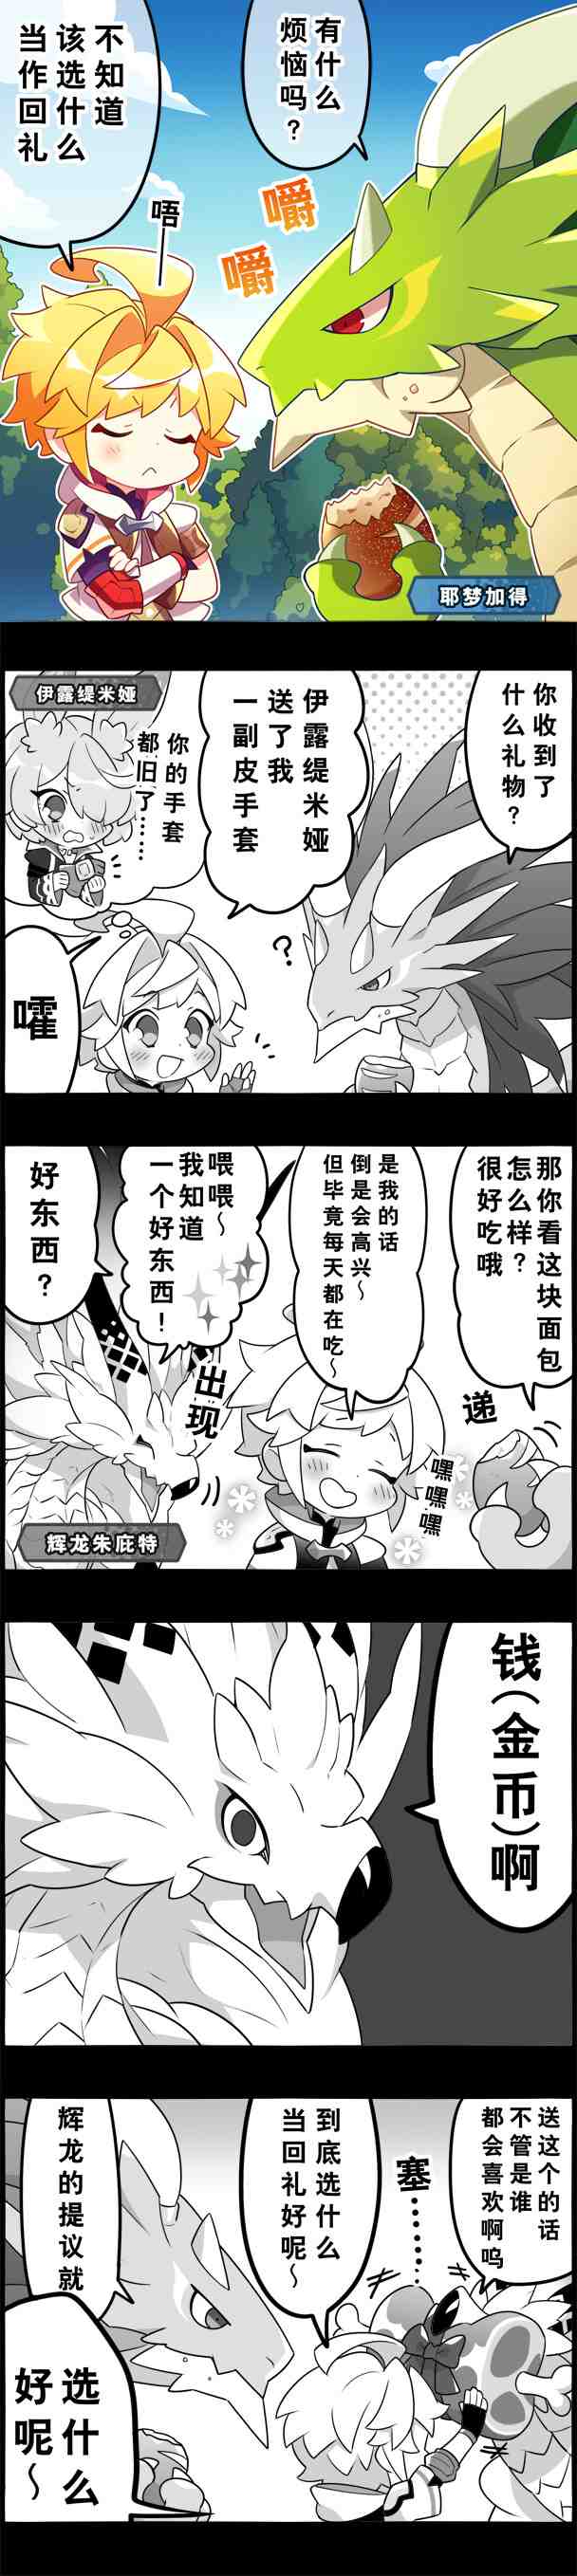 有什么
烦恼吗？
不知道
该选什么
当作回礼
唔
嚼
嚼
耶梦加得
你收到了
什么礼物？
伊露缇米娅
送了我
一副皮手套
伊露缇米娅
你的手套
都旧了……
嚯
那你看这块面包
怎么样？
很好吃哦
递
是我的话
倒是会高兴～
但毕竟每天都在吃～
嘿嘿嘿
喂喂～
我知道
一个好东西！
出现
好东西？
辉龙朱庇特
钱（金币）啊
送这个的话
不管是谁
都会喜欢啊呜
塞……
到底选什么
当回礼好呢～
辉龙的提议就
选什么
好呢～